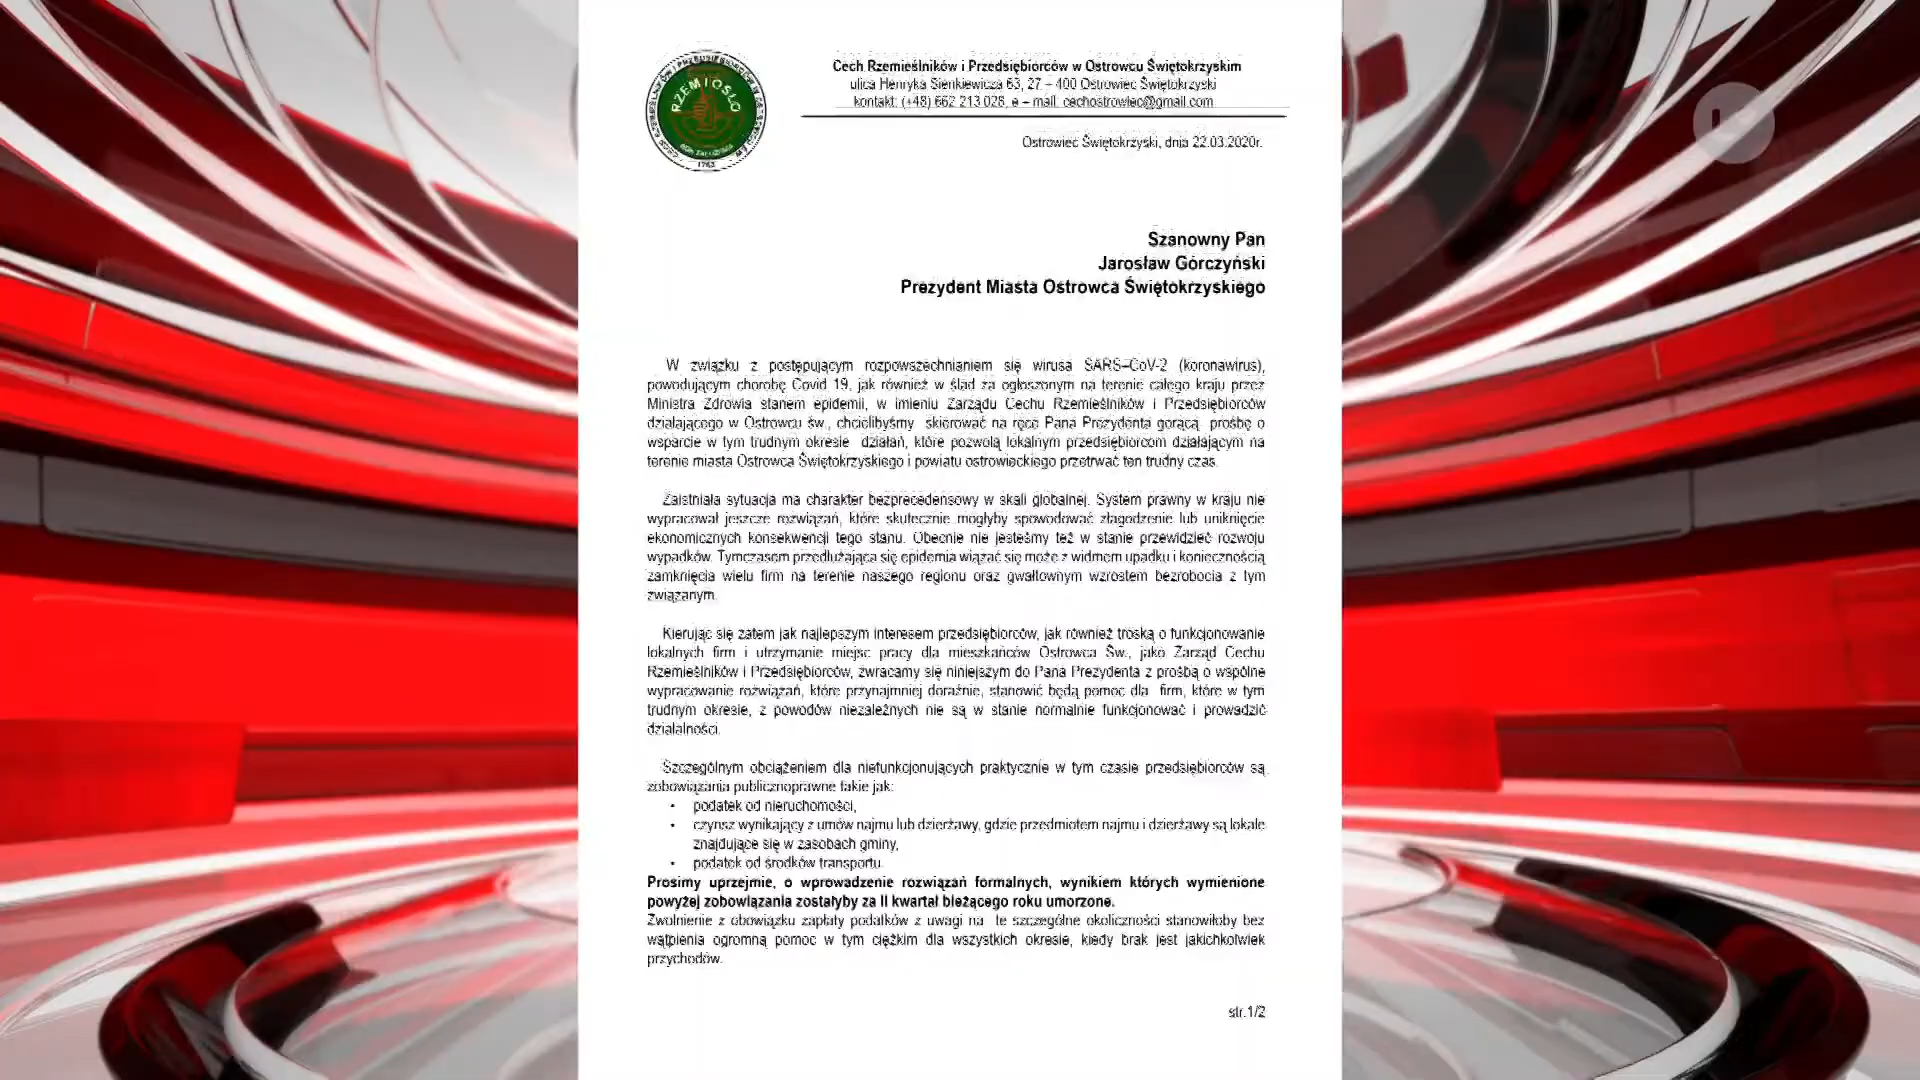 RZEMIOSŁO
1763
Cech Rzemieślników i Przedsiębiorców w Ostrowcu Świętokrzyskim
ulica Henryka Sienkiewicza 63, 27 – 400 Ostrowiec Świętokrzyski
kontakt: (+48) 662 213 028, e – mail: cechostrowiec@gmail.com
Ostrowiec Świętokrzyski, dnia 22.03.2020r.
Szanowny Pan
Jarosław Górczyński
Prezydent Miasta Ostrowca Świętokrzyskiego
W związku z postępującym rozpowszechnianiem się wirusa SARS–CoV-2 (koronawirus),
powodującym chorobę Covid 19, jak również w ślad za ogłoszonym na terenie całego kraju przez
Ministra Zdrowia stanem epidemii, w imieniu Zarządu Cechu Rzemieślników i Przedsiębiorców
działającego w Ostrowcu św., chcielibyśmy skierować na ręce Pana Prezydenta gorącą prośbę o
wsparcie w tym trudnym okresie działań, które pozwolą lokalnym przedsiębiorcom działającym na
terenie miasta Ostrowca Świętokrzyskiego i powiatu ostrowieckiego przetrwać ten trudny czas.
Zaistniała sytuacja ma charakter bezprecedensowy w skali globalnej. System prawny w kraju nie
wypracował jeszcze rozwiązań, które skutecznie mogłyby spowodować złagodzenie lub uniknięcie
ekonomicznych konsekwencji tego stanu. Obecnie nie jesteśmy też w stanie przewidzieć rozwoju
wypadków. Tymczasem przedłużająca się epidemia wiązać się może z widmem upadku i koniecznością
zamknięcia wielu firm na terenie naszego regionu oraz gwałtownym wzrostem bezrobocia z tym
związanym.
Kierując się zatem jak najlepszym interesem przedsiębiorców, jak również troską o funkcjonowanie
lokalnych firm i utrzymanie miejsc pracy dla mieszkańców Ostrowca Św., jako Zarząd Cechu
Rzemieślników i Przedsiębiorców, zwracamy się niniejszym do Pana Prezydenta z prośbą o wspólne
wypracowanie rozwiązań, które przynajmniej doraźnie, stanowić będą pomoc dla firm, które w tym
trudnym okresie, z powodów niezależnych nie są w stanie normalnie funkcjonować i prowadzić
działalności.
Szczególnym obciążeniem dla niefunkcjonujących praktycznie w tym czasie przedsiębiorców są
zobowiązania publicznoprawne takie jak:
• podatek od nieruchomości,
• czynsz wynikający z umów najmu lub dzierżawy, gdzie przedmiotem najmu i dzierżawy są lokale
znajdujące się w zasobach gminy,
• podatek od środków transportu.
Prosimy uprzejmie, o wprowadzenie rozwiązań formalnych, wynikiem których wymienione
powyżej zobowiązania zostałyby za II kwartał bieżącego roku umorzone.
Zwolnienie z obowiązku zapłaty podatków z uwagi na te szczególne okoliczności stanowiłoby bez
wątpienia ogromną pomoc w tym ciężkim dla wszystkich okresie, kiedy brak jest jakichkolwiek
przychodów.
str.1/2